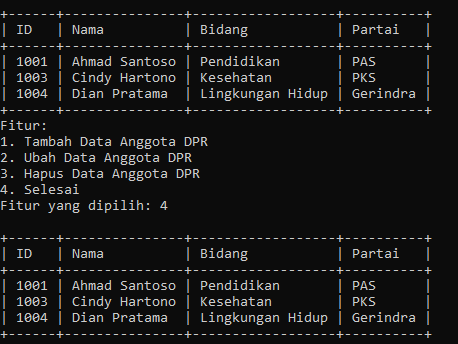 +------+---------------+-----------------+----------+
| ID   | Nama          | Bidang          | Partai   |
+------+---------------+-----------------+----------+
| 1001 | Ahmad Santoso | Pendidikan      | PAS      |
| 1003 | Cindy Hartono | Kesehatan       | PKS      |
| 1004 | Dian Pratama  | Lingkungan Hidup | Gerindra |
+------+---------------+-----------------+----------+
Fitur:
1. Tambah Data Anggota DPR
2. Ubah Data Anggota DPR
3. Hapus Data Anggota DPR
4. Selesai
Fitur yang dipilih: 4
+------+---------------+-----------------+----------+
| ID   | Nama          | Bidang          | Partai   |
+------+---------------+-----------------+----------+
| 1001 | Ahmad Santoso | Pendidikan      | PAS      |
| 1003 | Cindy Hartono | Kesehatan       | PKS      |
| 1004 | Dian Pratama  | Lingkungan Hidup | Gerindra |
+------+---------------+-----------------+----------+